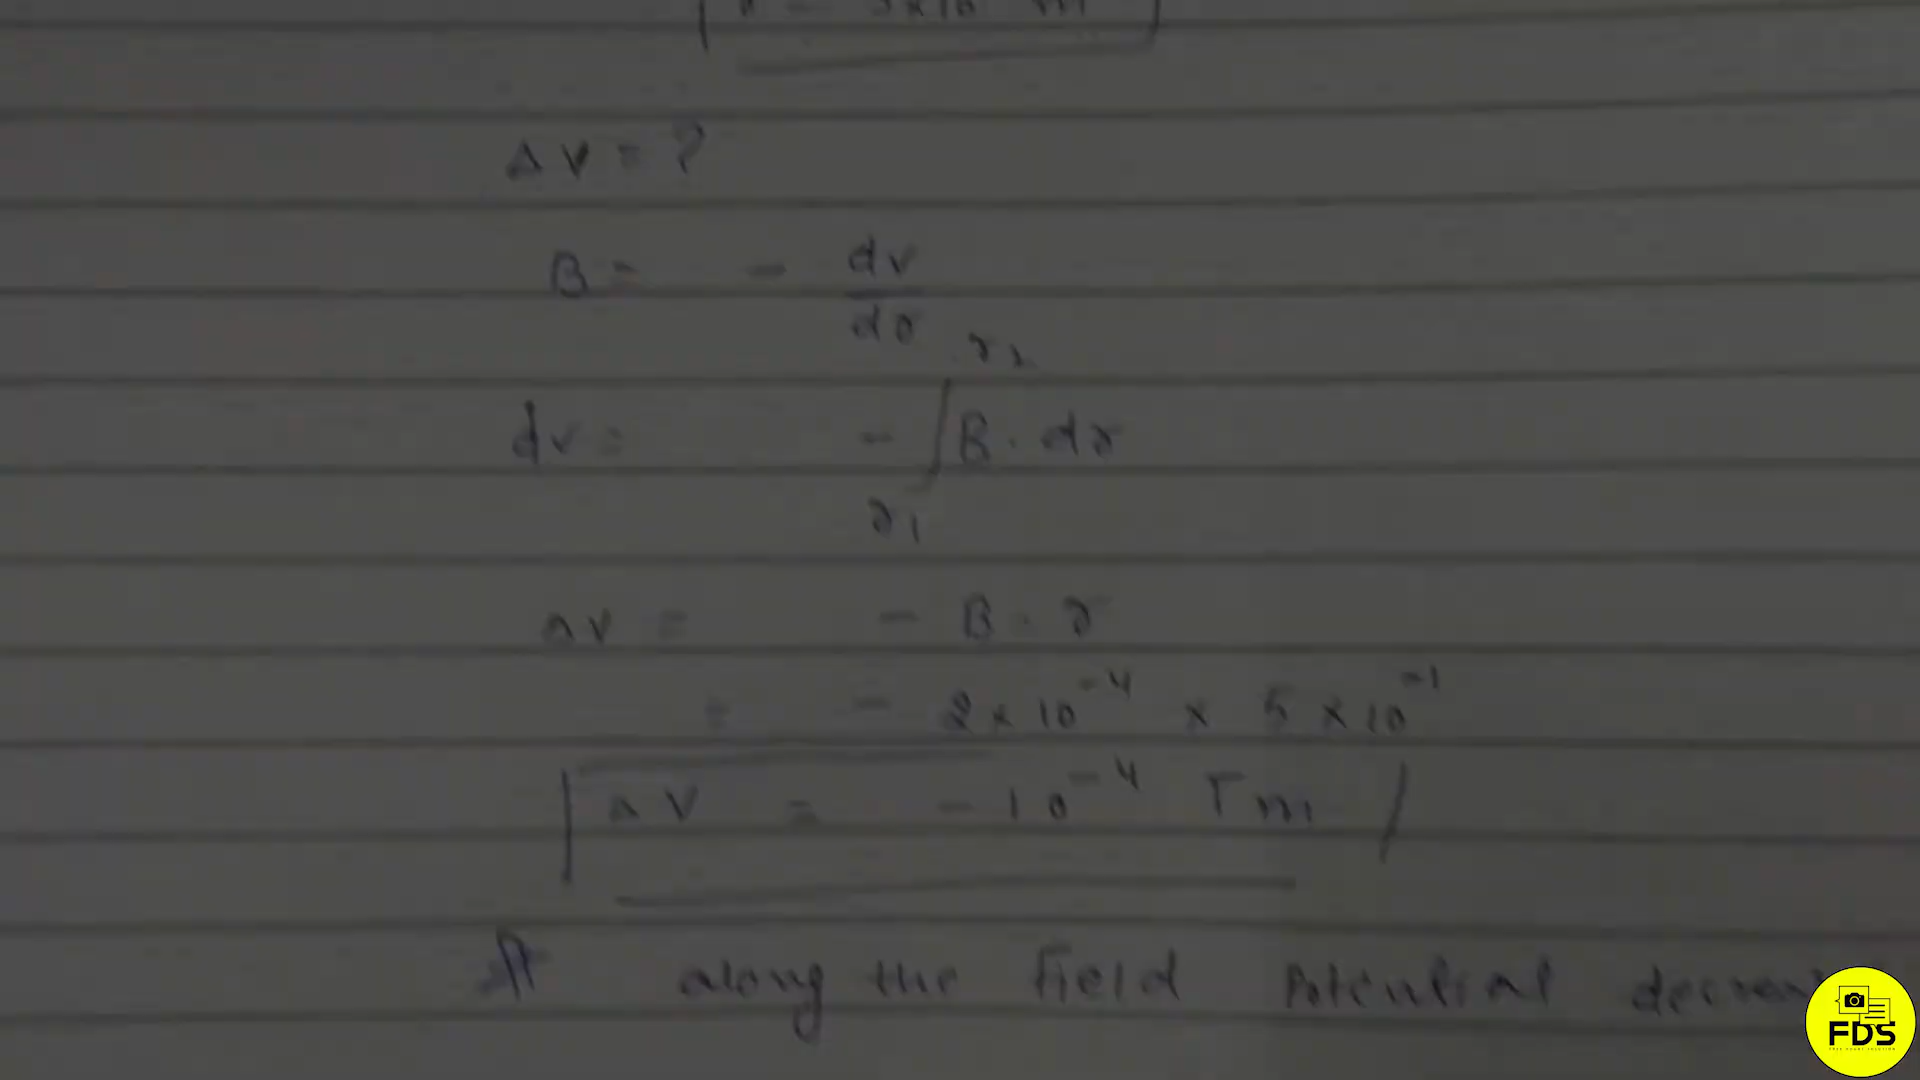 ΔV = ?
B = - dv
dr
r2
dv = - ∫ B . dr
r1
ΔV = - B . r
= - 2 x 10^-4 x 5 x 10^-1
ΔV = - 10^-4 Tm
along the field potential
FDS